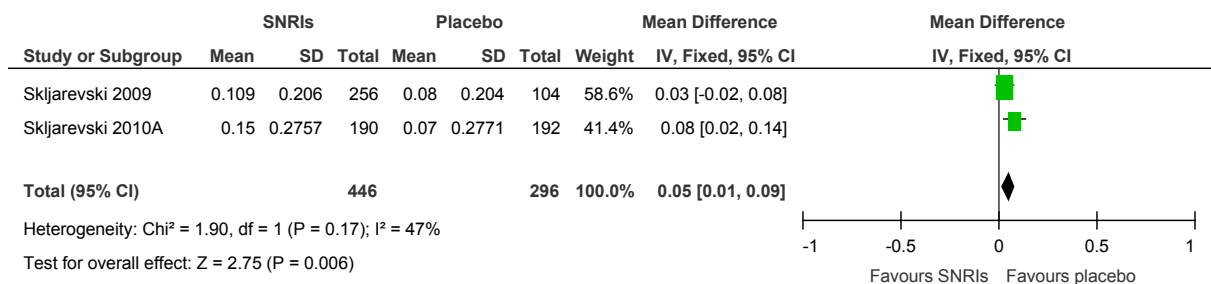 SNRIs Placebo Mean Difference Mean Difference
Study or Subgroup Mean SD Total Mean SD Total Weight IV, Fixed, 95% CI IV, Fixed, 95% CI
Skljarevski 2009 0.109 0.206 256 0.08 0.204 104 58.6% 0.03 [-0.02, 0.08]
Skljarevski 2010A 0.15 0.2757 190 0.07 0.2771 192 41.4% 0.08 [0.02, 0.14]
Total (95% CI) 446 296 100.0% 0.05 [0.01, 0.09]
Heterogeneity: Chi² = 1.90, df = 1 (P = 0.17); I² = 47%
Test for overall effect: Z = 2.75 (P = 0.006)
-1 -0.5 0 0.5 1
Favours SNRIs Favours placebo